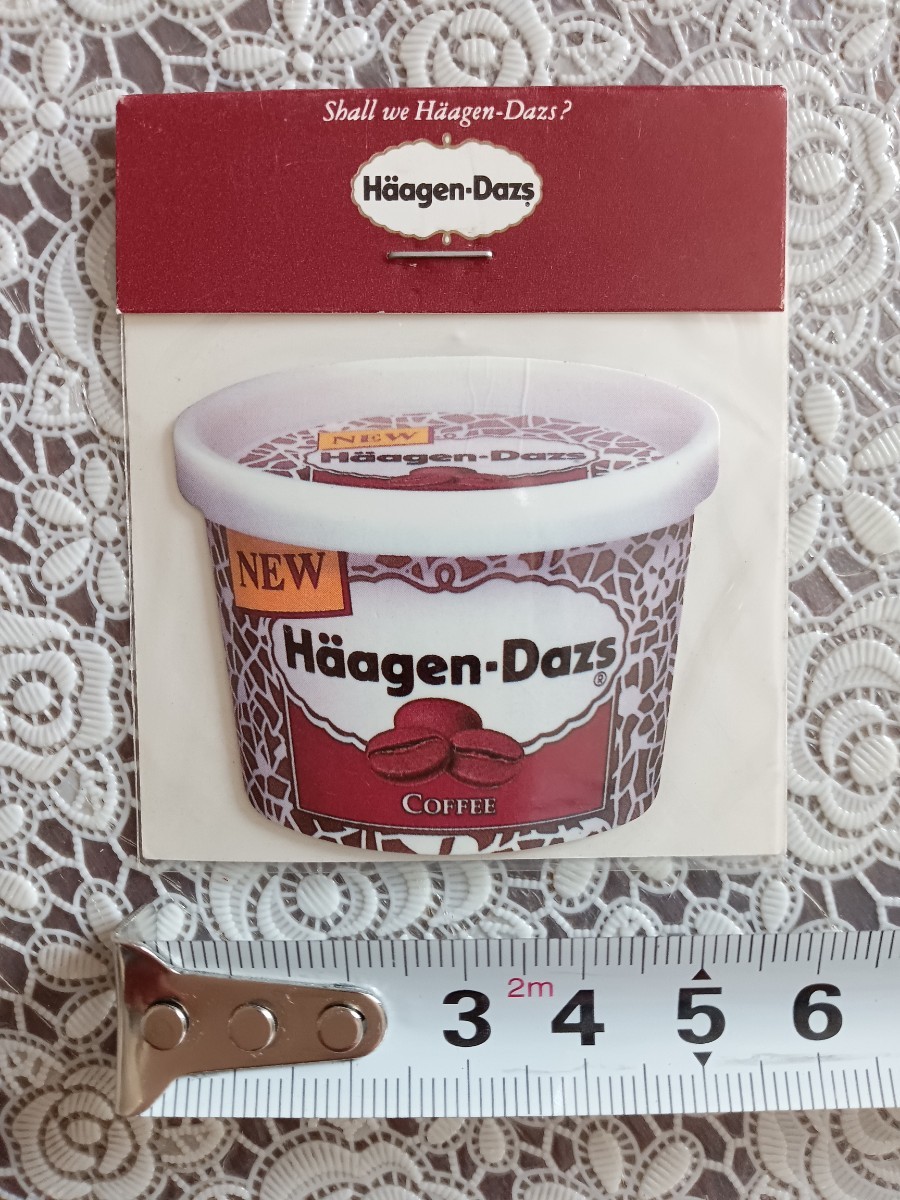 Shall we Häagen-Dazs?
Häagen-Dazs
NEW
Häagen-Dazs
NEW
Häagen-Dazs®
COFFEE
2m
3 4 5 6